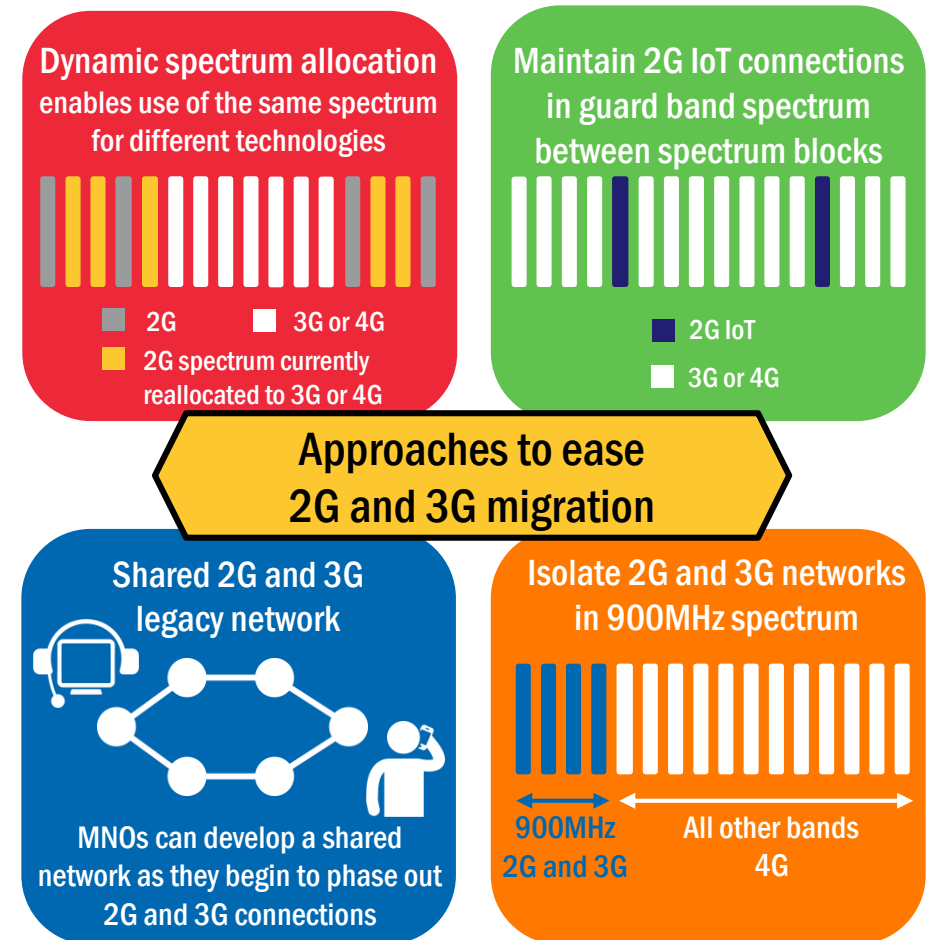 Dynamic spectrum allocation
enables use of the same spectrum
for different technologies
2G
3G or 4G
2G spectrum currently
reallocated to 3G or 4G
Maintain 2G IoT connections
in guard band spectrum
between spectrum blocks
2G IoT
3G or 4G
Approaches to ease
2G and 3G migration
Shared 2G and 3G
legacy network
MNOs can develop a shared
network as they begin to phase out
2G and 3G connections
Isolate 2G and 3G networks
in 900MHz spectrum
900MHz
2G and 3G
All other bands
4G